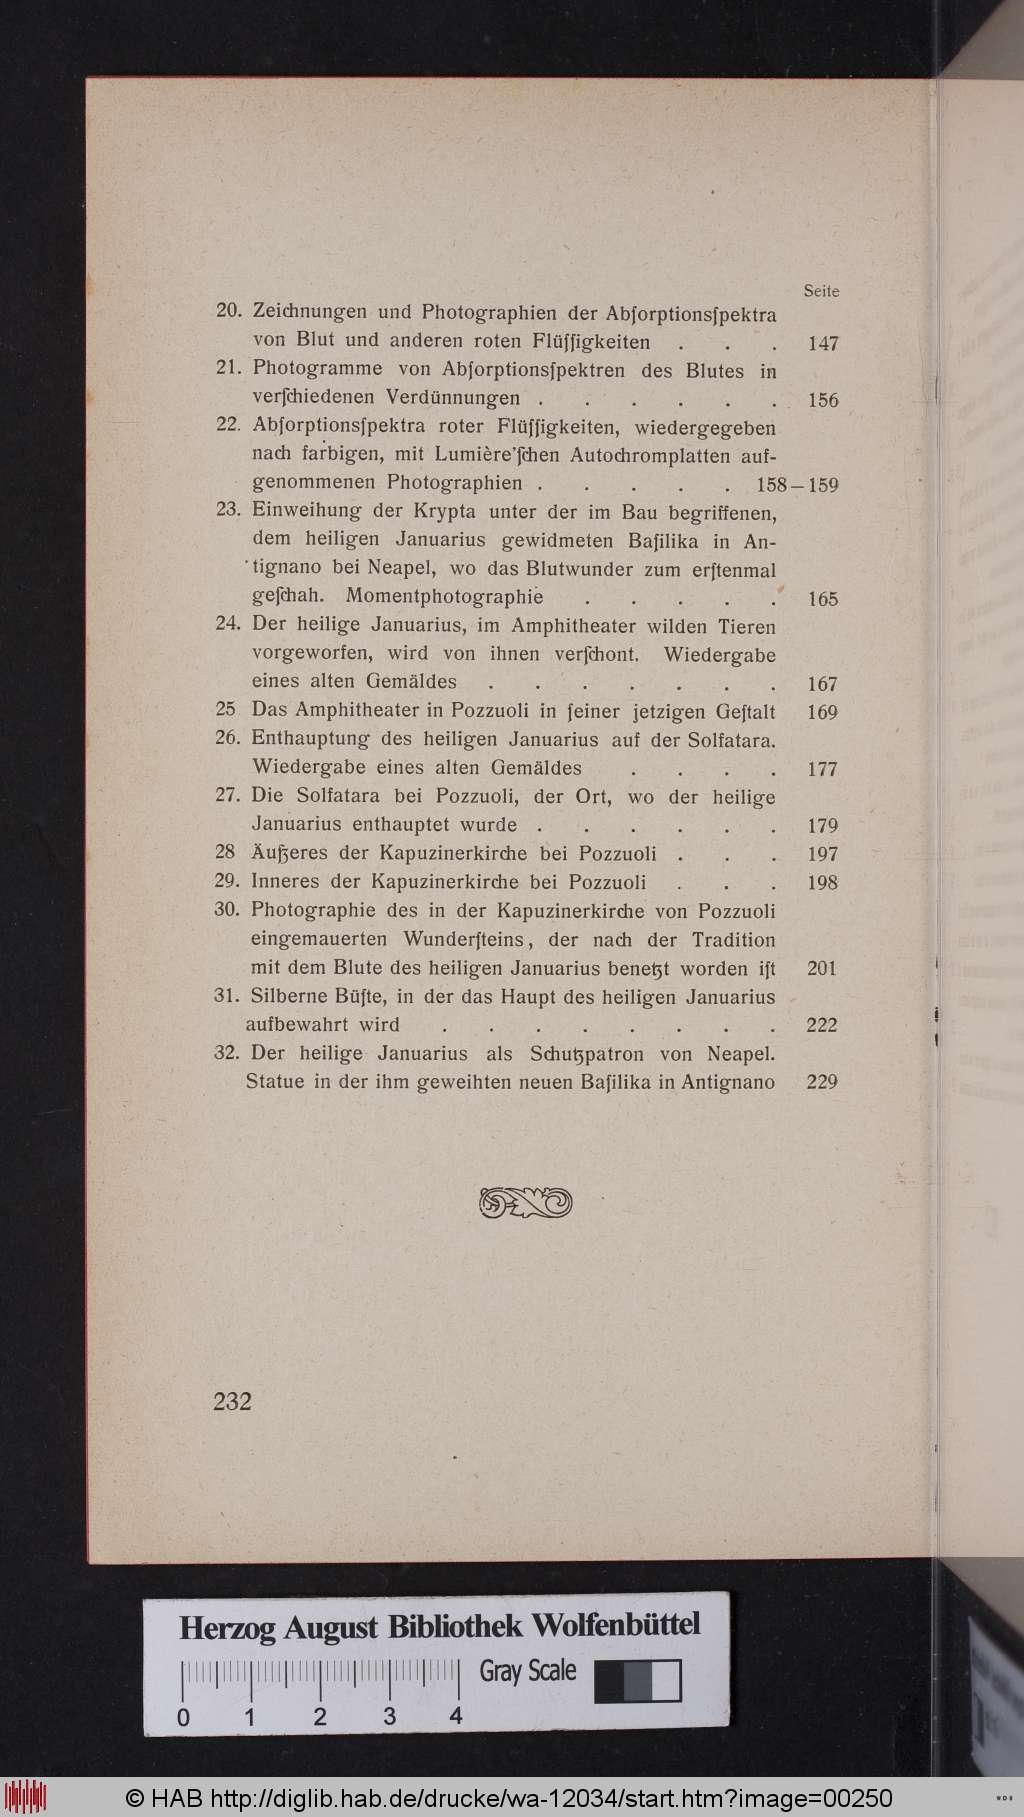 Seite
20. Zeichnungen und Photographien der Abſorptionsſpektra
von Blut und anderen roten Flüſſigkeiten . . . 147
21. Photogramme von Abſorptionsſpektren des Blutes in
verſchiedenen Verdünnungen . . . . . . 156
22. Abſorptionsſpektra roter Flüſſigkeiten, wiedergegeben
nach farbigen, mit Lumière'ſchen Autochromplatten auf-
genommenen Photographien . . . . . 158–159
23. Einweihung der Krypta unter der im Bau begriffenen,
dem heiligen Januarius gewidmeten Baſilika in An-
tignano bei Neapel, wo das Blutwunder zum erſtenmal
geſchah. Momentphotographie . . . . . 165
24. Der heilige Januarius, im Amphitheater wilden Tieren
vorgeworfen, wird von ihnen verſchont. Wiedergabe
eines alten Gemäldes . . . . . . . 167
25 Das Amphitheater in Pozzuoli in ſeiner jetzigen Geſtalt 169
26. Enthauptung des heiligen Januarius auf der Solfatara.
Wiedergabe eines alten Gemäldes . . . . 177
27. Die Solfatara bei Pozzuoli, der Ort, wo der heilige
Januarius enthauptet wurde . . . . . . 179
28 Äußeres der Kapuzinerkirche bei Pozzuoli . . . 197
29. Inneres der Kapuzinerkirche bei Pozzuoli . . . 198
30. Photographie des in der Kapuzinerkirche von Pozzuoli
eingemauerten Wunderſteins, der nach der Tradition
mit dem Blute des heiligen Januarius benetzt worden iſt 201
31. Silberne Büſte, in der das Haupt des heiligen Januarius
aufbewahrt wird . . . . . . . . 222
32. Der heilige Januarius als Schutzpatron von Neapel.
Statue in der ihm geweihten neuen Baſilika in Antignano 229
232
Herzog August Bibliothek Wolfenbüttel
Gray Scale
0 1 2 3 4
© HAB http://diglib.hab.de/drucke/wa-12034/start.htm?image=00250